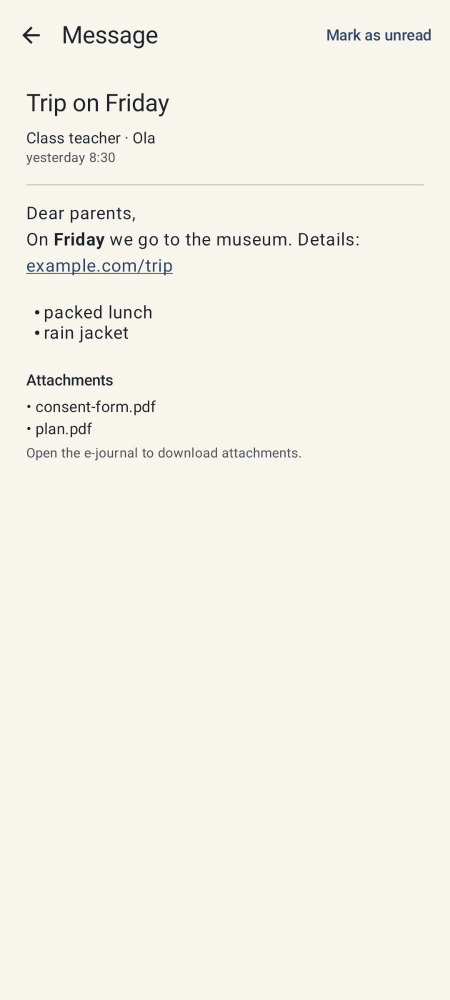 Message
Mark as unread
Trip on Friday
Class teacher · Ola
yesterday 8:30
Dear parents,
On Friday we go to the museum. Details:
example.com/trip
• packed lunch
• rain jacket
Attachments
• consent-form.pdf
• plan.pdf
Open the e-journal to download attachments.